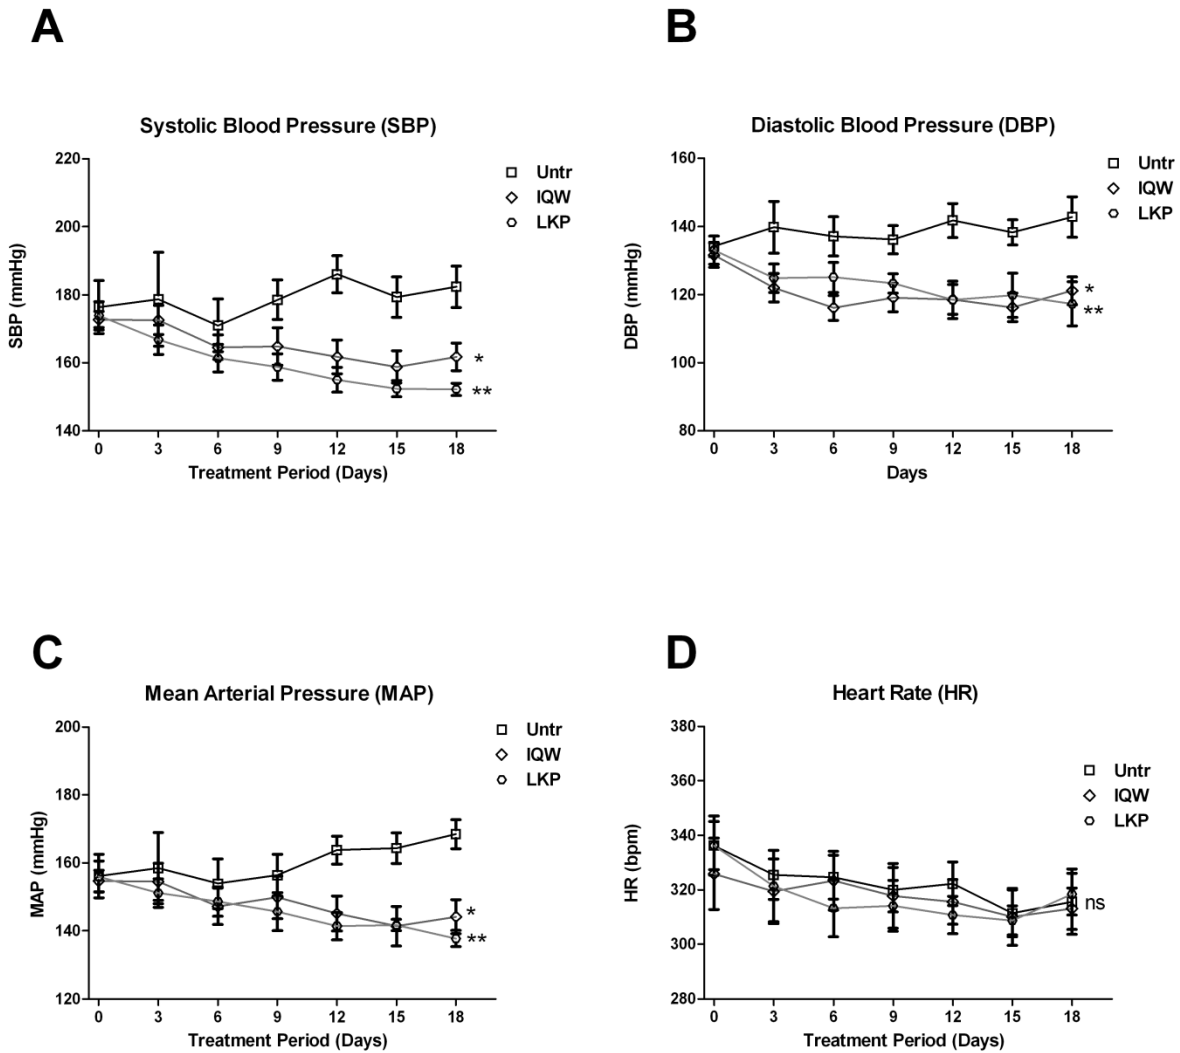 A
Systolic Blood Pressure (SBP)
220
200
180
160
140
SBP (mmHg)
Untr
IQW
LKP
*
**
0 3 6 9 12 15 18
Treatment Period (Days)
B
Diastolic Blood Pressure (DBP)
160
140
120
100
80
DBP (mmHg)
Untr
IQW
LKP
*
**
0 3 6 9 12 15 18
Days
C
Mean Arterial Pressure (MAP)
200
180
160
140
120
MAP (mmHg)
Untr
IQW
LKP
*
**
0 3 6 9 12 15 18
Treatment Period (Days)
D
Heart Rate (HR)
380
360
340
320
300
280
HR (bpm)
Untr
IQW
LKP
ns
0 3 6 9 12 15 18
Treatment Period (Days)